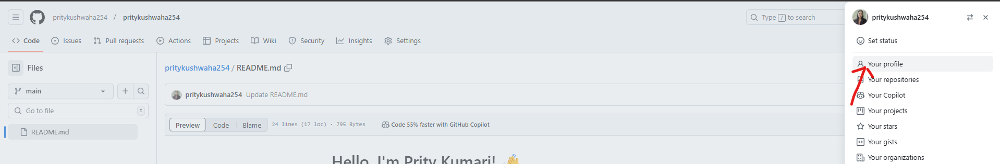 pritykushwaha254 / pritykushwaha254
Type / to search
Code Issues Pull requests Actions Projects Wiki Security Insights Settings
Files
main
Go to file t
README.md
pritykushwaha254 / README.md
pritykushwaha254 Update README.md
Preview Code Blame 24 lines (17 loc) · 795 Bytes Code 55% faster with GitHub Copilot
Hello, I'm Prity Kumari! 👋
pritykushwaha254
Set status
Your profile
Your repositories
Your Copilot
Your projects
Your stars
Your gists
Your organizations